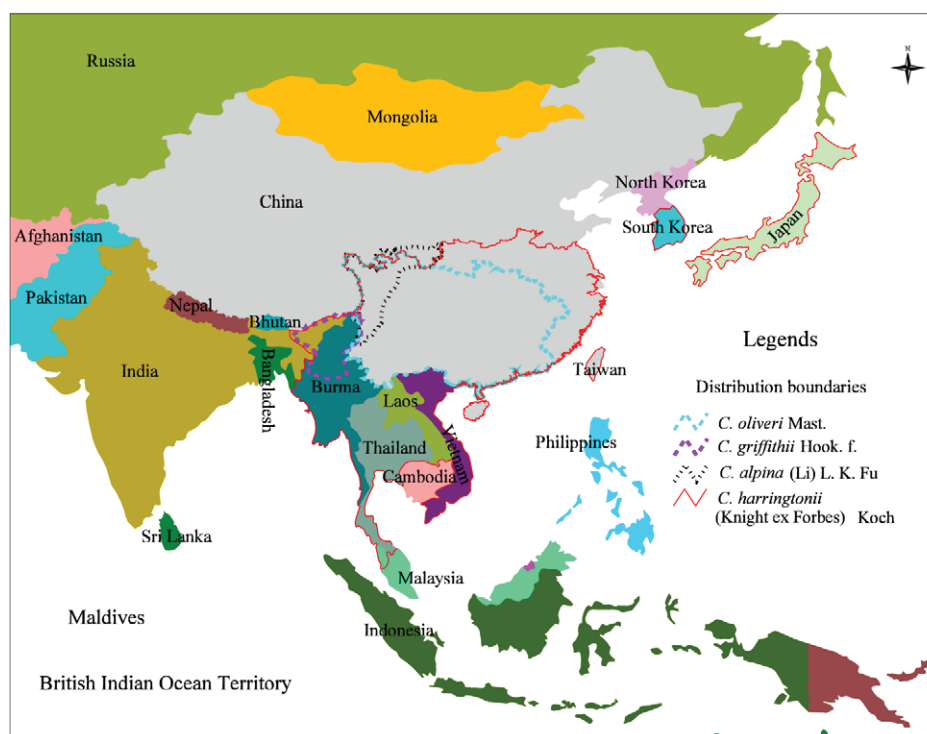 N
Russia
Mongolia
North Korea
China
South Korea
Japan
Afghanistan
Pakistan
Nepal
Bhutan
India
Bangladesh
Burma
Laos
Vietnam
Thailand
Cambodia
Taiwan
Philippines
Sri Lanka
Malaysia
Indonesia
Maldives
British Indian Ocean Territory
Legends
Distribution boundaries
C. oliveri Mast.
C. griffithii Hook. f.
C. alpina (Li) L. K. Fu
C. harringtonii
(Knight ex Forbes) Koch